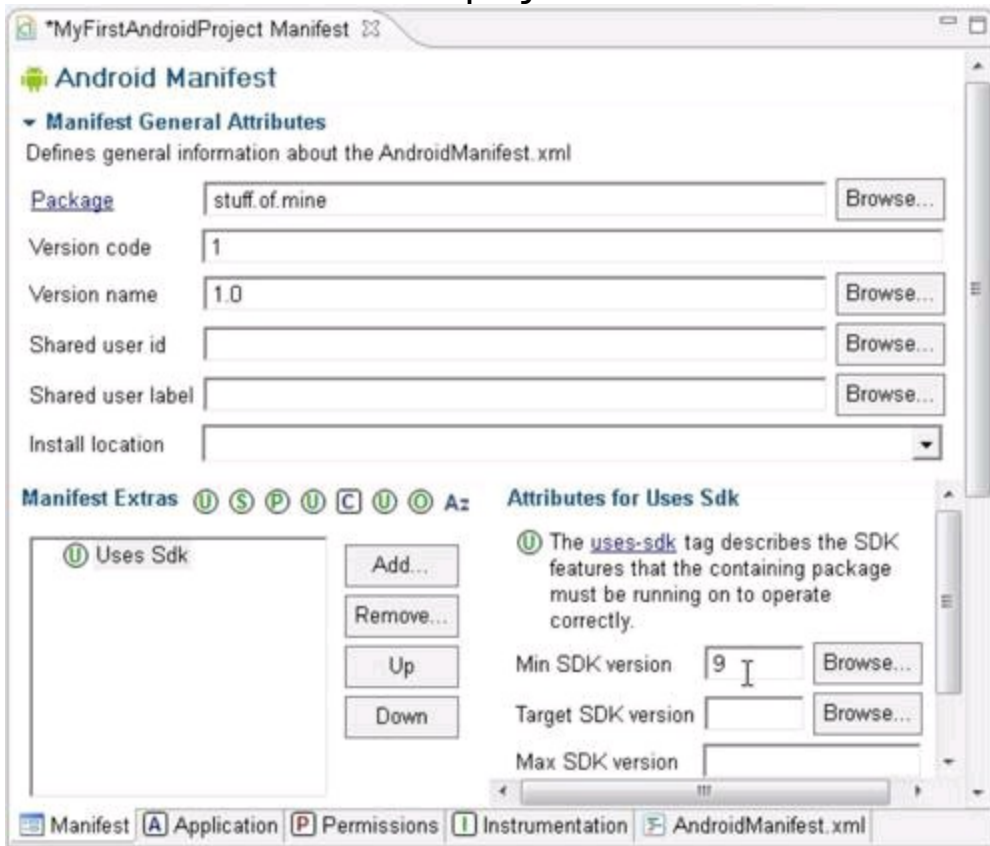 *MyFirstAndroidProject Manifest
Android Manifest
Manifest General Attributes
Defines general information about the AndroidManifest.xml
Package stuff.of.mine Browse...
Version code 1
Version name 1.0 Browse...
Shared user id Browse...
Shared user label Browse...
Install location
Manifest Extras U S P U C U O Az
Uses Sdk
Add...
Remove...
Up
Down
Attributes for Uses Sdk
U The uses-sdk tag describes the SDK
features that the containing package
must be running on to operate
correctly.
Min SDK version 9 Browse...
Target SDK version Browse...
Max SDK version
Manifest A Application P Permissions I Instrumentation AndroidManifest.xml